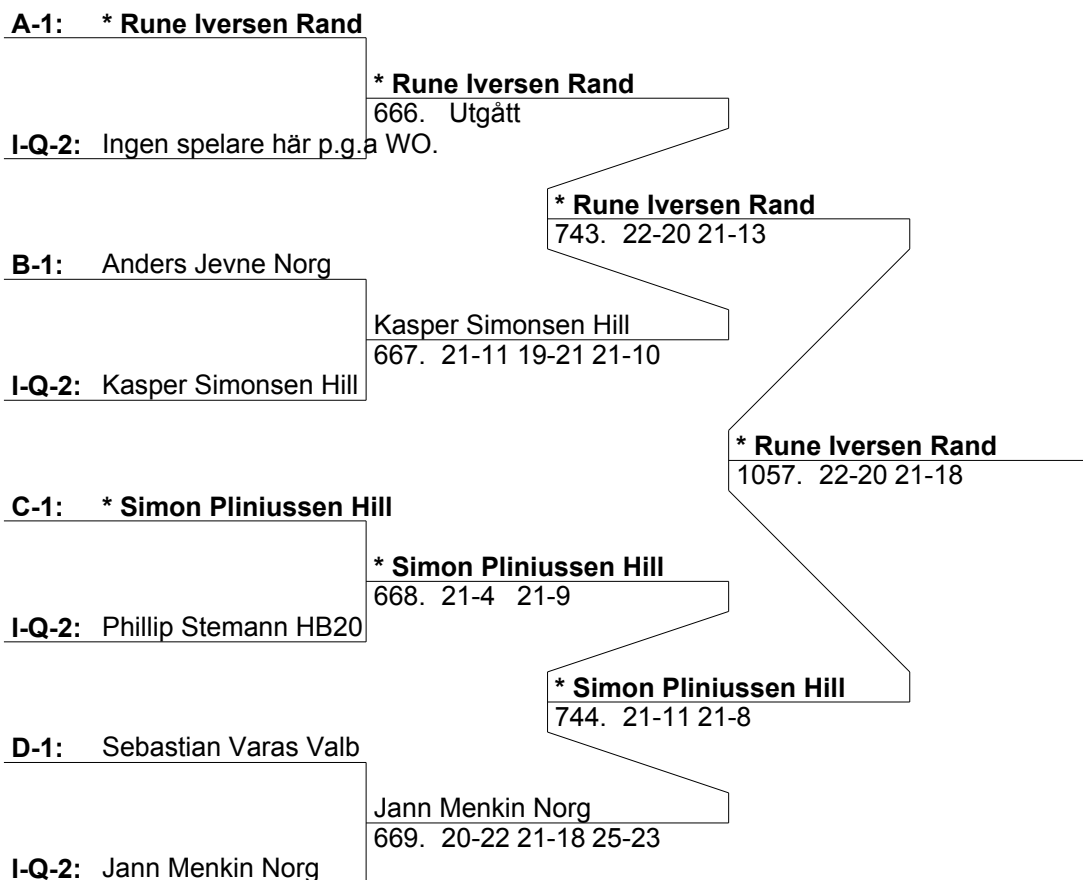 A-1: * Rune Iversen Rand
* Rune Iversen Rand
666. Utgått
I-Q-2: Ingen spelare här p.g.a WO.
* Rune Iversen Rand
743. 22-20 21-13
B-1: Anders Jevne Norg
Kasper Simonsen Hill
667. 21-11 19-21 21-10
I-Q-2: Kasper Simonsen Hill
* Rune Iversen Rand
1057. 22-20 21-18
C-1: * Simon Pliniussen Hill
* Simon Pliniussen Hill
668. 21-4 21-9
I-Q-2: Phillip Stemann HB20
* Simon Pliniussen Hill
744. 21-11 21-8
D-1: Sebastian Varas Valb
Jann Menkin Norg
669. 20-22 21-18 25-23
I-Q-2: Jann Menkin Norg